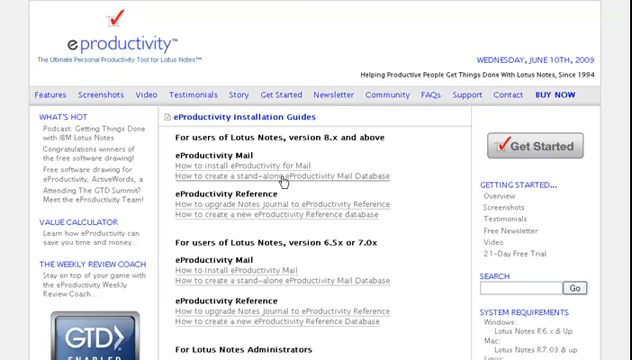 eproductivity™
The Ultimate Personal Productivity Tool for Lotus Notes™
WEDNESDAY, JUNE 10TH, 2009
Helping Productive People Get Things Done With Lotus Notes, Since 1994
Features Screenshots Video Testimonials Story Get Started Newsletter Community FAQs Support Contact BUY NOW
WHAT'S HOT
Podcast: Getting Things Done
with IBM Lotus Notes
Congratulations winners of
the free software drawing!
Free software drawing for
eProductivity, ActiveWords, a
Attending The GTD Summit?
Meet the eProductivity Team!
VALUE CALCULATOR
Learn how eProductivity can
save you time and money...
THE WEEKLY REVIEW COACH
Stay on top of your game with
the eProductivity Weekly
Review Coach...
GTD
ENABLED
eProductivity Installation Guides
For users of Lotus Notes, version 8.x and above
eProductivity Mail
How to install eProductivity for Mail
How to create a stand-alone eProductivity Mail Database
eProductivity Reference
How to upgrade Notes Journal to eProductivity Reference
How to create a new eProductivity Reference database
For users of Lotus Notes, version 6.5x or 7.0x
eProductivity Mail
How to Install eProductivity Mail
How to create a stand-alone eProductivity Mail Database
eProductivity Reference
How to upgrade Notes Journal to eProductivity Reference
How to create a new eProductivity Reference Database
For Lotus Notes Administrators
Get Started
GETTING STARTED...
Overview
Screenshots
Testimonials
Free Newsletter
Video
21-Day Free Trial
SEARCH
Go
SYSTEM REQUIREMENTS
Windows:
Lotus Notes R6.x & Up
Mac:
Lotus Notes R7.03 & up